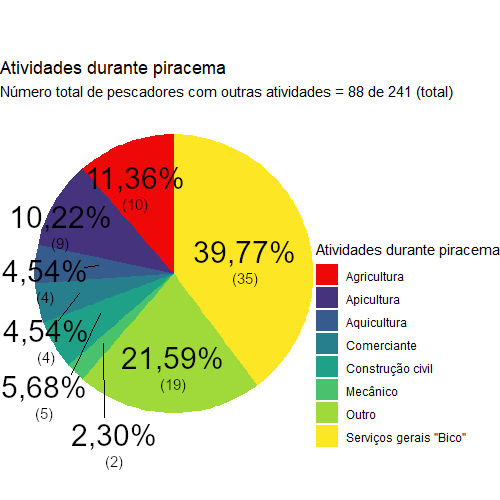 Atividades durante piracema
Número total de pescadores com outras atividades = 88 de 241 (total)
11,36%
(10)
10,22%
(9)
39,77%
(35)
4,54%
(4)
4,54%
(4)
21,59%
(19)
5,68%
(5)
2,30%
(2)
Atividades durante piracema
Agricultura
Apicultura
Aquicultura
Comerciante
Construção civil
Mecânico
Outro
Serviços gerais "Bico"